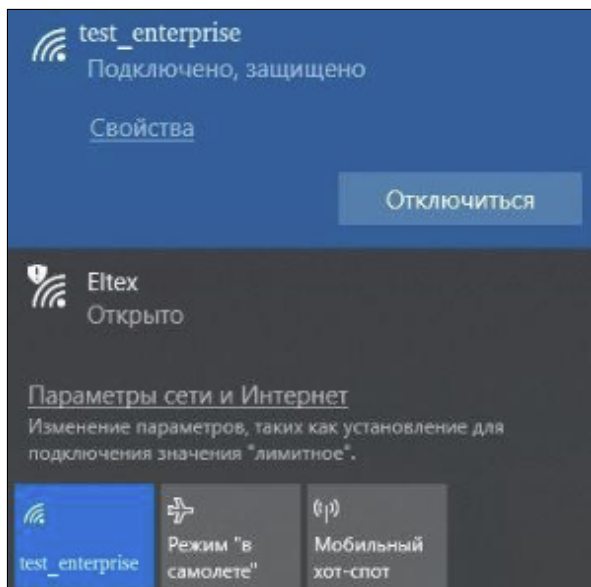 test_enterprise
Подключено, защищено
Свойства
Отключиться
Eltex
Открыто
Параметры сети и Интернет
Изменение параметров, таких как установление для
подключения значения "лимитное".
test_enterprise
Режим "в
самолете"
Мобильный
хот-спот